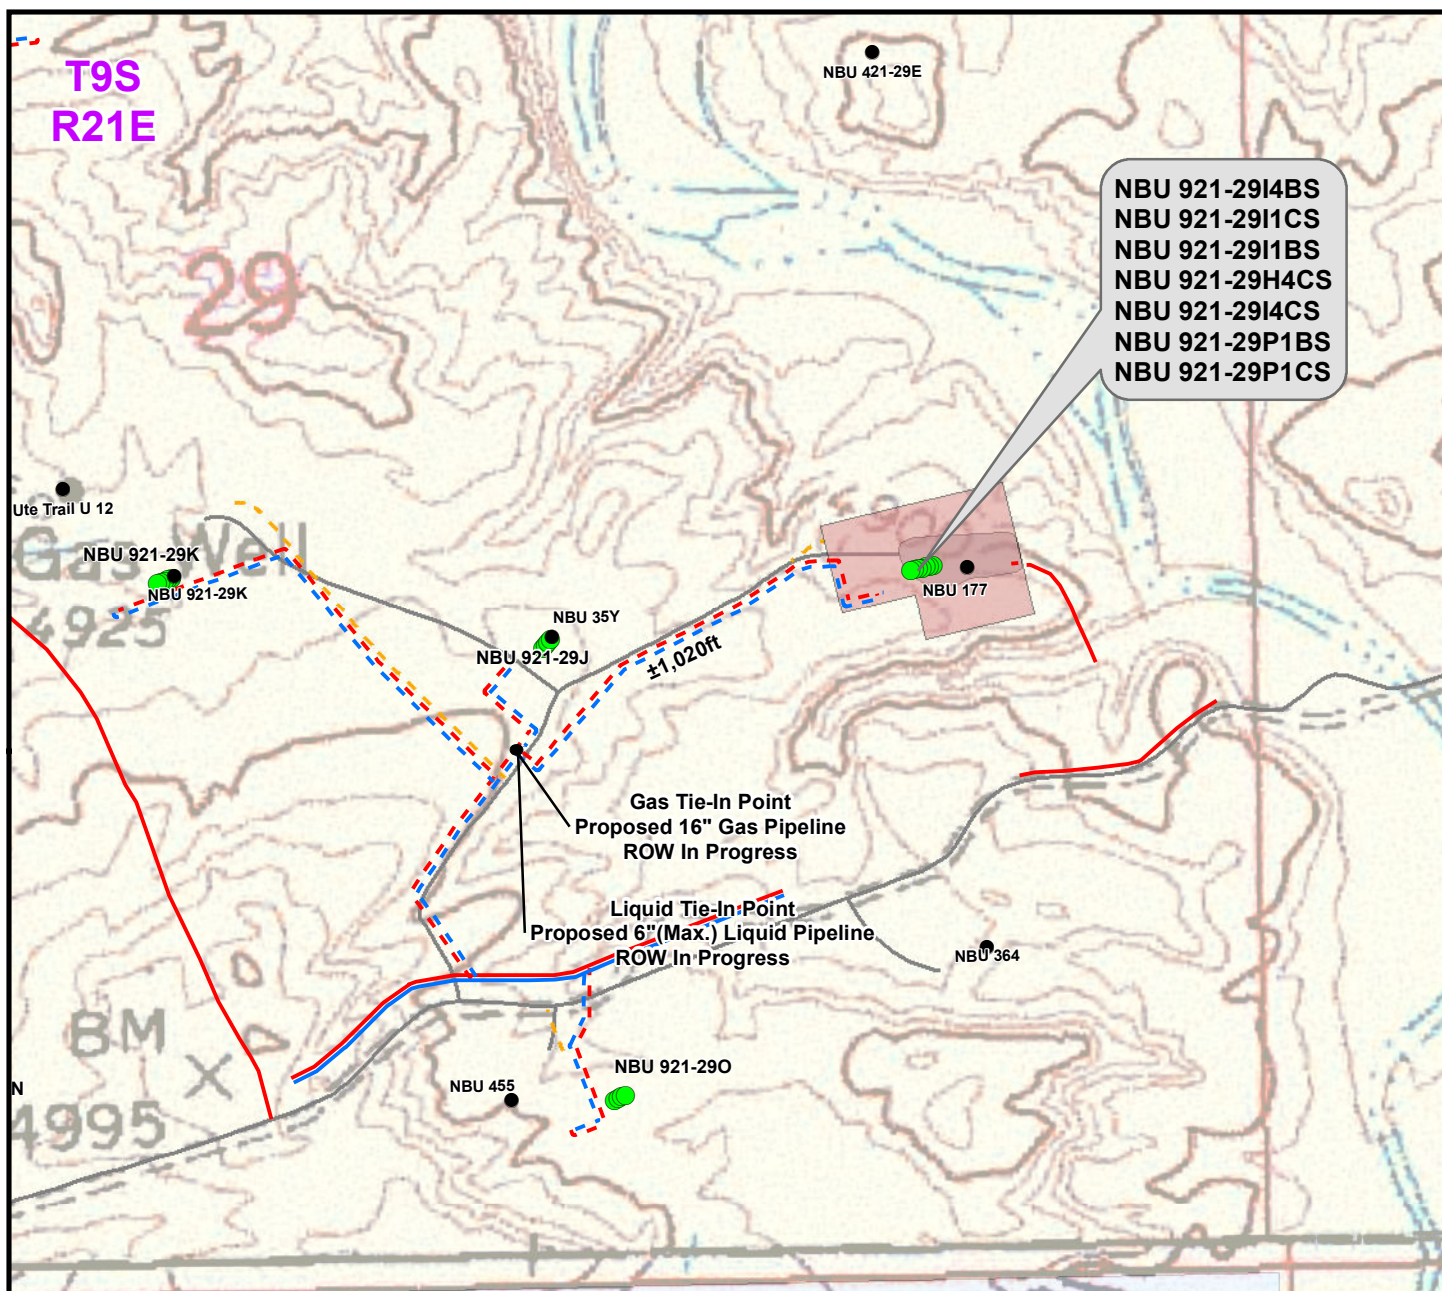 T9S
R21E
NBU 421-29E
NBU 921-29I4BS
NBU 921-29I1CS
NBU 921-29I1BS
NBU 921-29H4CS
NBU 921-29I4CS
NBU 921-29P1BS
NBU 921-29P1CS
29
Ute Trail U 12
Gas Well
NBU 921-29K
NBU 921-29K
4925
NBU 177
NBU 35Y
NBU 921-29J
±1,020ft
Gas Tie-In Point
Proposed 16" Gas Pipeline
ROW In Progress
Liquid Tie-In Point
Proposed 6"(Max.) Liquid Pipeline
ROW In Progress
NBU 364
BM
N
4995
NBU 455
NBU 921-29O